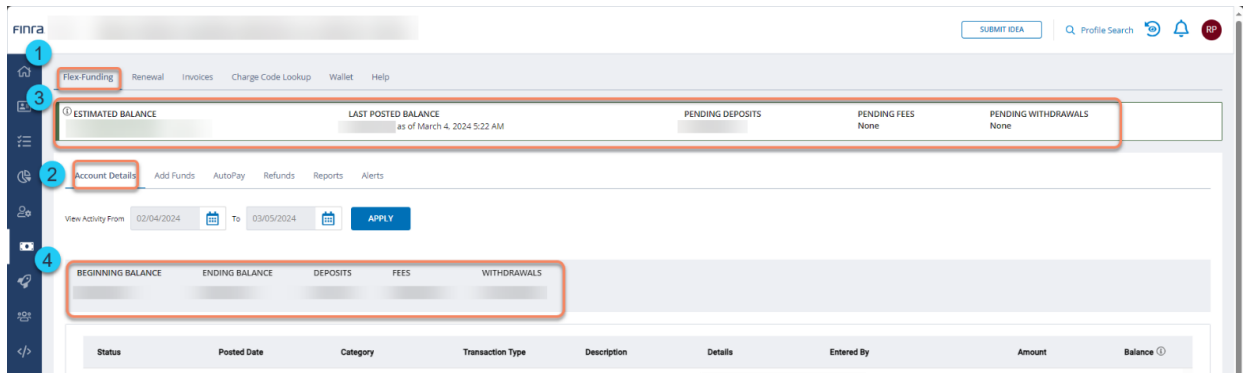 FINRA
SUBMIT IDEA Profile Search RP
1
Flex-Funding Renewal Invoices Charge Code Lookup Wallet Help
3
ESTIMATED BALANCE LAST POSTED BALANCE PENDING DEPOSITS PENDING FEES PENDING WITHDRAWALS
as of March 4, 2024 5:22 AM None None
2
Account Details Add Funds AutoPay Refunds Reports Alerts
View Activity From 02/04/2024 To 03/05/2024 APPLY
4
BEGINNING BALANCE ENDING BALANCE DEPOSITS FEES WITHDRAWALS
Status Posted Date Category Transaction Type Description Details Entered By Amount Balance